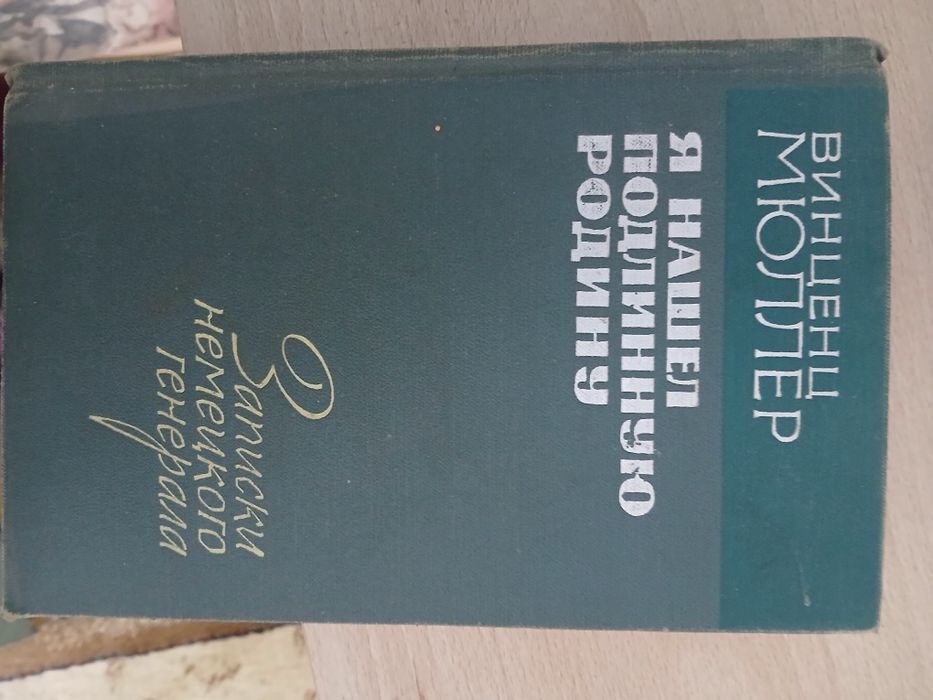 ВИНЦЕНЦ
МЮЛЛЕР
Я НАШЕЛ
ПОДЛИННУЮ
РОДИНУ
Записки
немецкого
генерала